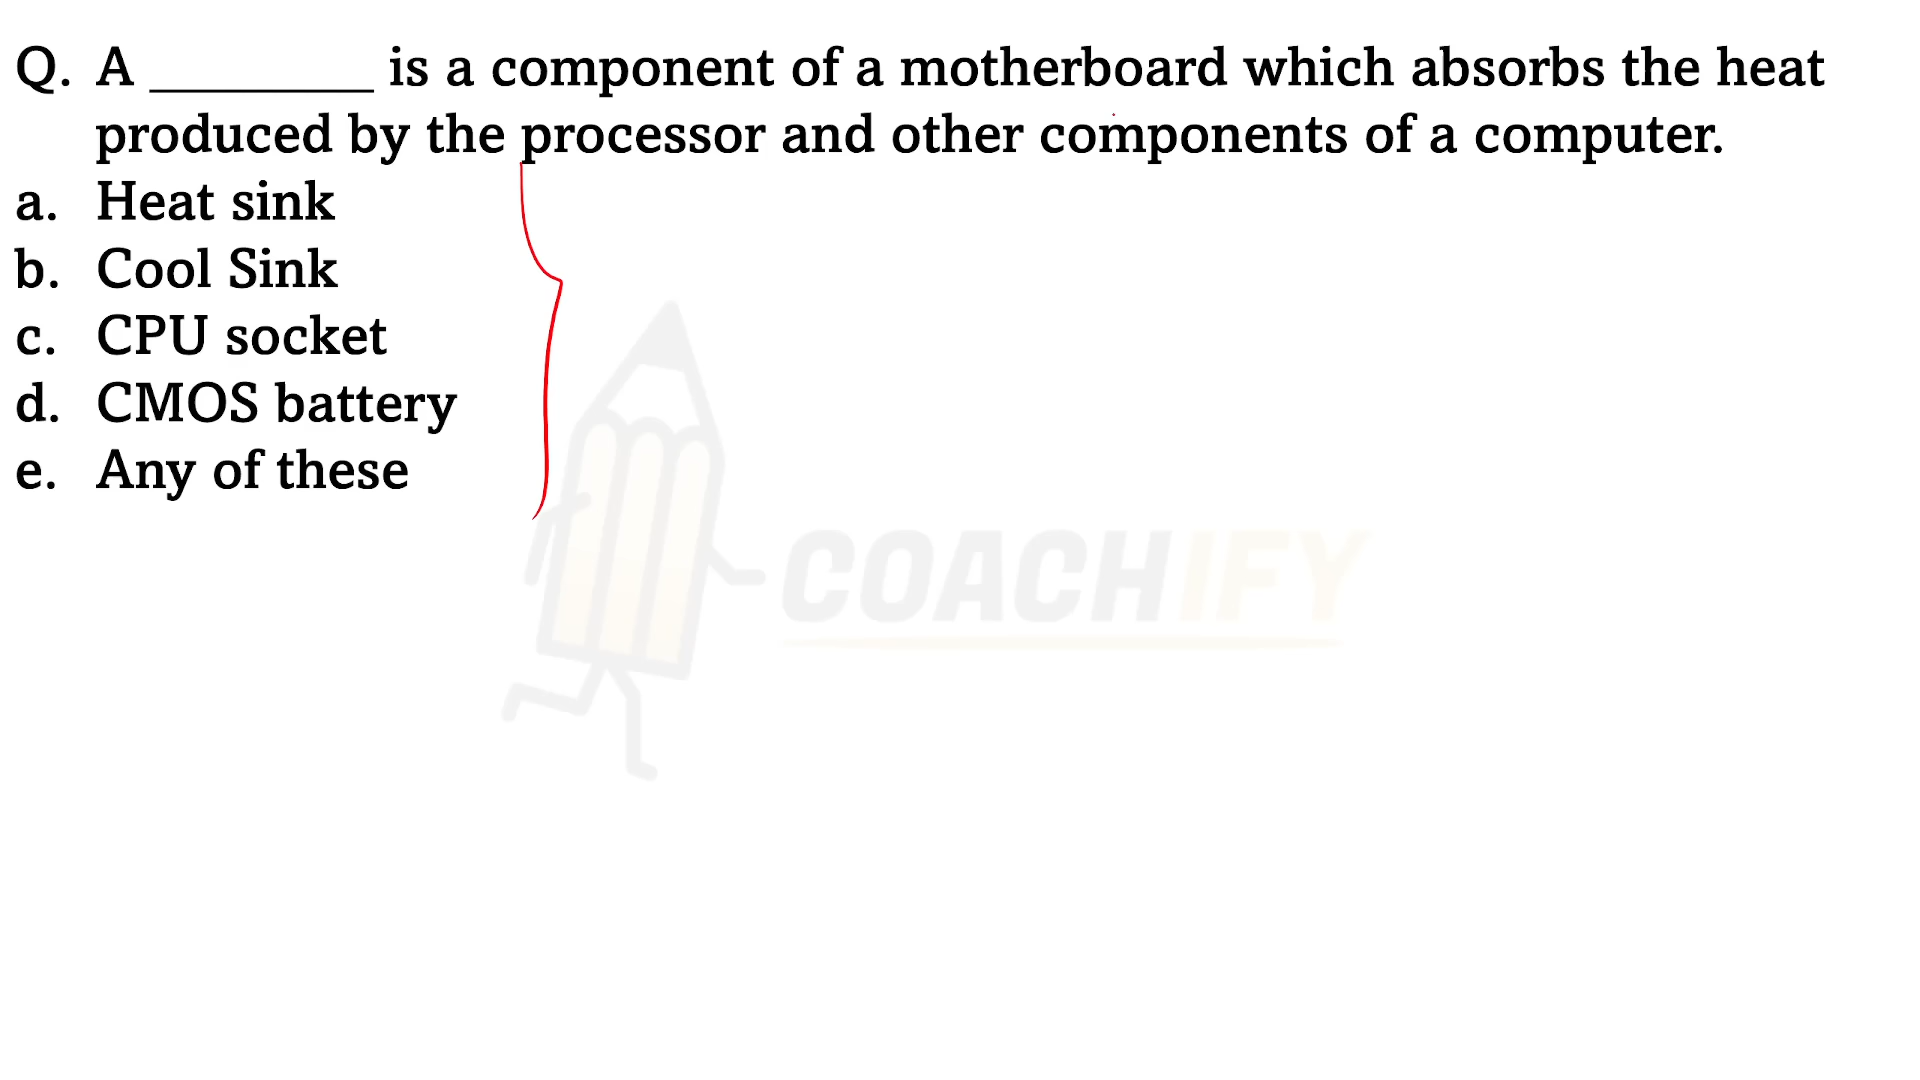 Q. A ________ is a component of a motherboard which absorbs the heat
produced by the processor and other components of a computer.
a. Heat sink
b. Cool Sink
c. CPU socket
d. CMOS battery
e. Any of these
COACHIFY